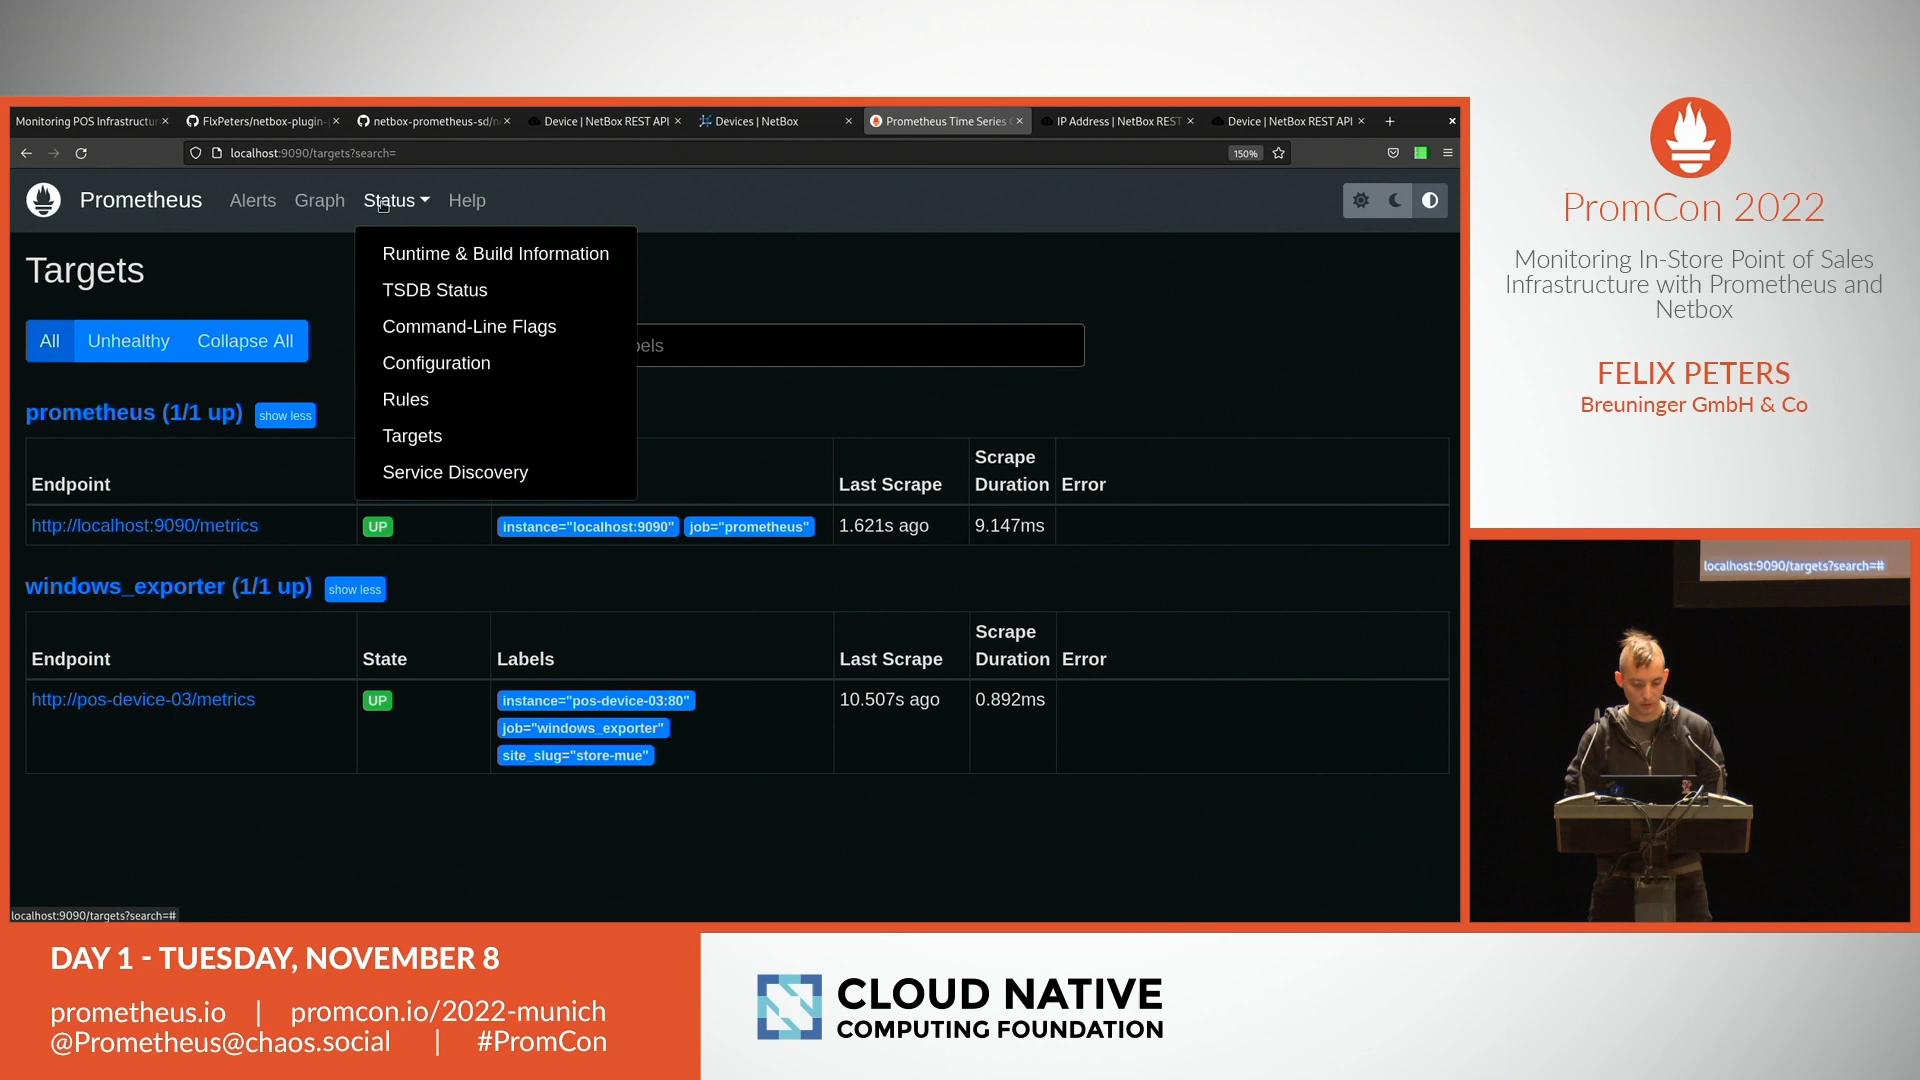 Monitoring POS Infrastructur
FlxPeters/netbox-plugin-
netbox-prometheus-sd/n
Device | NetBox REST API
Devices | NetBox
Prometheus Time Series
IP Address | NetBox REST
Device | NetBox REST API
localhost:9090/targets?search=
150%
Prometheus
Alerts
Graph
Status
Help
Runtime & Build Information
TSDB Status
Command-Line Flags
Configuration
Rules
Targets
Service Discovery
Targets
All
Unhealthy
Collapse All
bels
prometheus (1/1 up)
show less
Endpoint
Last Scrape
Scrape Duration
Error
http://localhost:9090/metrics
UP
instance="localhost:9090"
job="prometheus"
1.621s ago
9.147ms
windows_exporter (1/1 up)
show less
Endpoint
State
Labels
Last Scrape
Scrape Duration
Error
http://pos-device-03/metrics
UP
instance="pos-device-03:80"
job="windows_exporter"
site_slug="store-mue"
10.507s ago
0.892ms
localhost:9090/targets?search=#
PromCon 2022
Monitoring In-Store Point of Sales
Infrastructure with Prometheus and
Netbox
FELIX PETERS
Breuninger GmbH & Co
localhost:9090/targets?search=#
DAY 1 - TUESDAY, NOVEMBER 8
prometheus.io | promcon.io/2022-munich
@Prometheus@chaos.social | #PromCon
CLOUD NATIVE
COMPUTING FOUNDATION